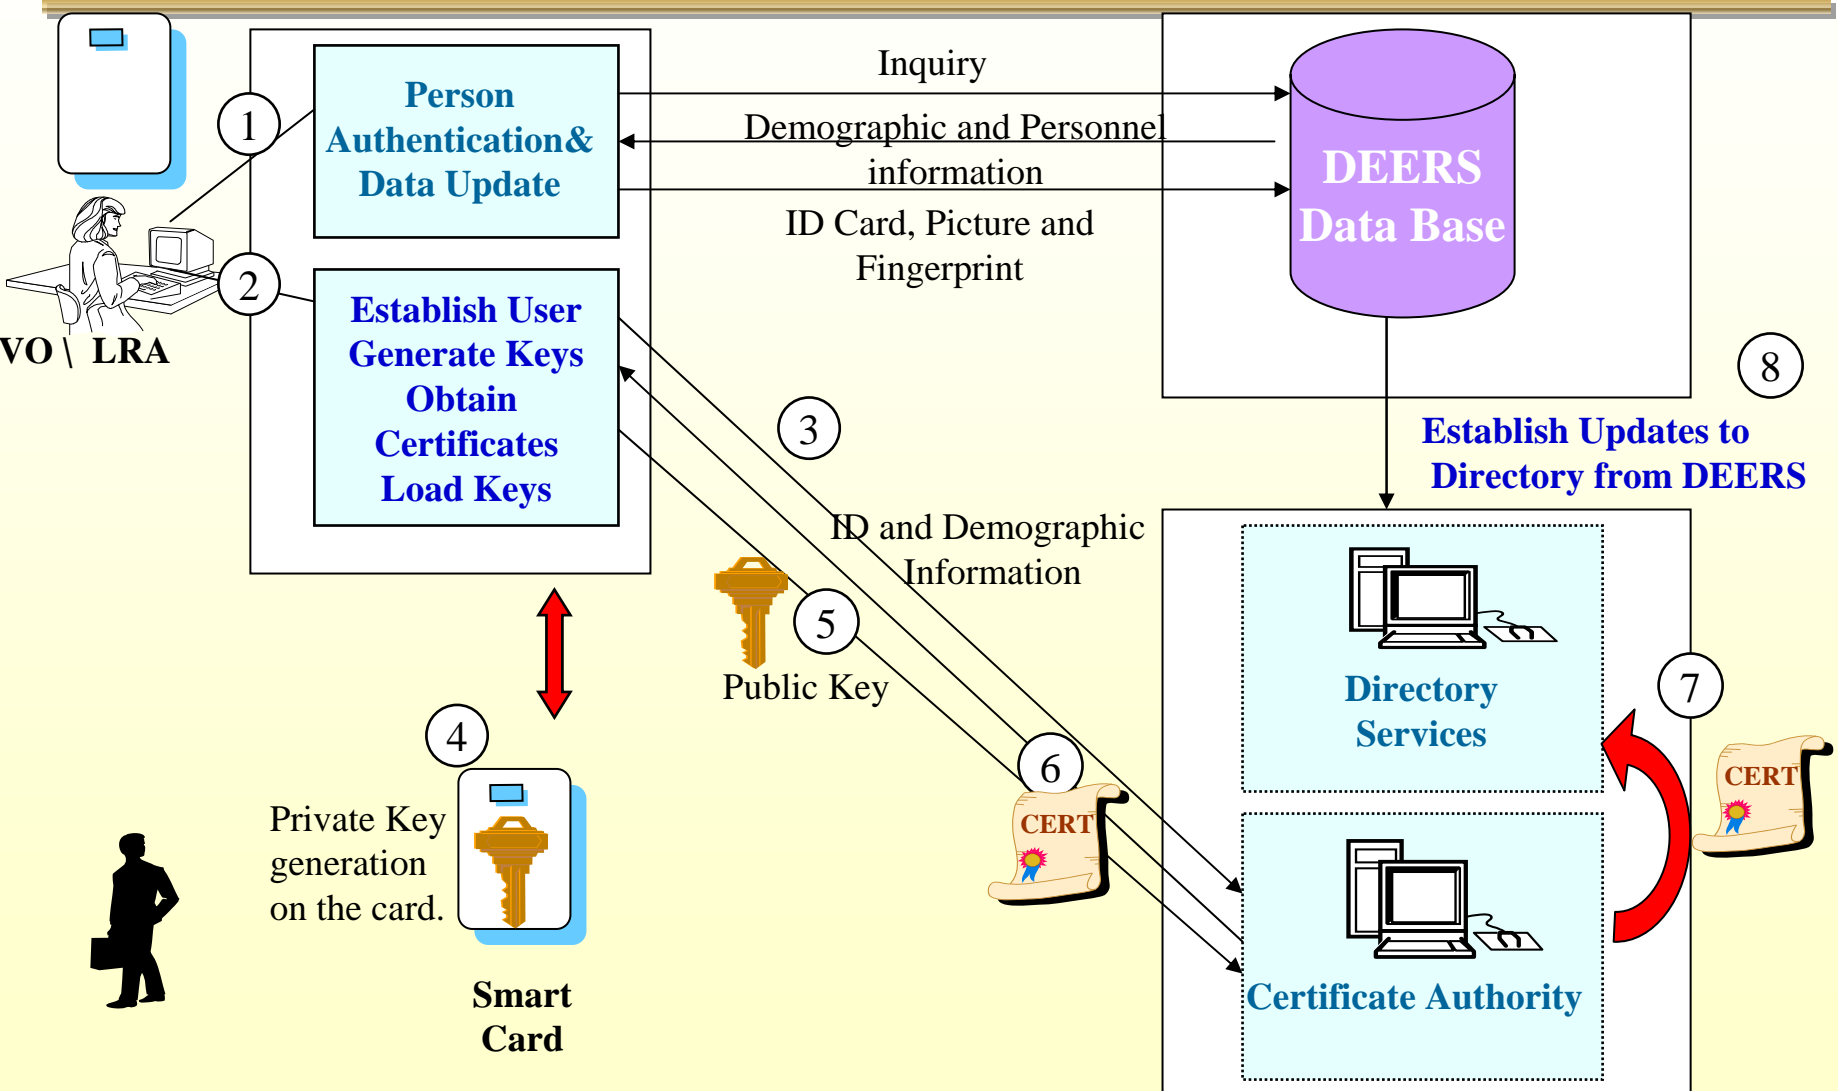 1
Person
Authentication&
Data Update
Inquiry
Demographic and Personnel
information
ID Card, Picture and
Fingerprint
DEERS
Data Base
2
VO \ LRA
Establish User
Generate Keys
Obtain
Certificates
Load Keys
3
8
Establish Updates to
Directory from DEERS
ID and Demographic
Information
5
Public Key
4
Private Key
generation
on the card.
Smart
Card
6
CERT
Directory
Services
7
CERT
Certificate Authority